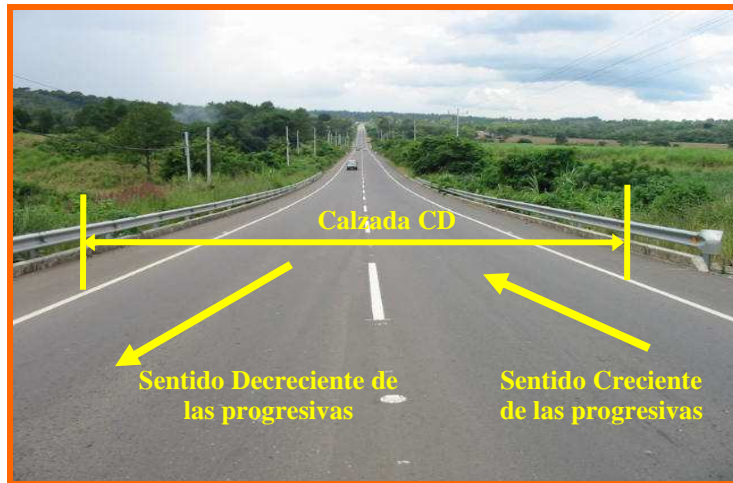 Calzada CD
Sentido Decreciente de
las progresivas
Sentido Creciente
de las progresivas